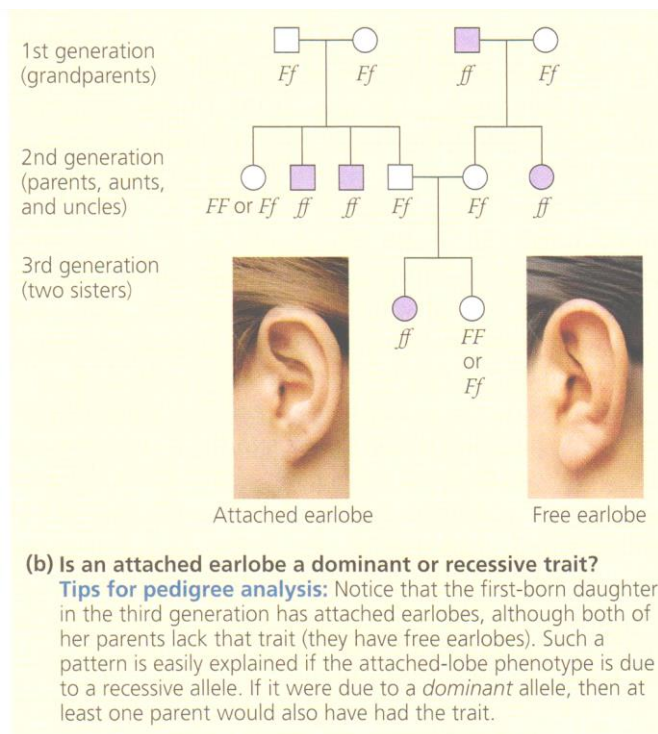 1st generation
(grandparents)
Ff Ff ff Ff
2nd generation
(parents, aunts,
and uncles)
FF or Ff ff ff Ff Ff ff
3rd generation
(two sisters)
ff FF
or
Ff
Attached earlobe Free earlobe
(b) Is an attached earlobe a dominant or recessive trait?
Tips for pedigree analysis: Notice that the first-born daughter
in the third generation has attached earlobes, although both of
her parents lack that trait (they have free earlobes). Such a
pattern is easily explained if the attached-lobe phenotype is due
to a recessive allele. If it were due to a dominant allele, then at
least one parent would also have had the trait.